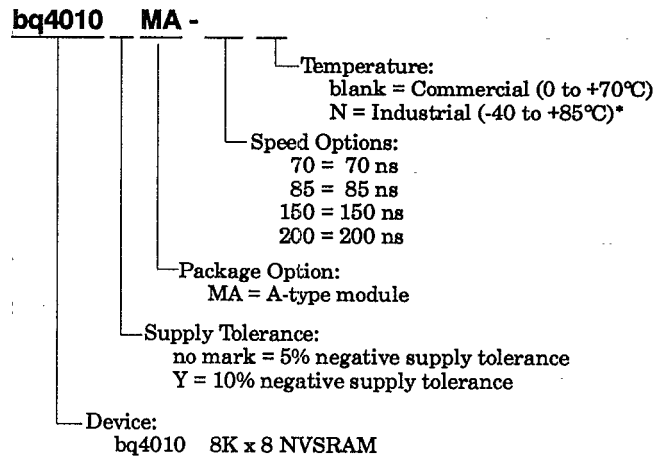 bq4010 MA -
Temperature:
blank = Commercial (0 to +70°C)
N = Industrial (-40 to +85°C)*
Speed Options:
70 = 70 ns
85 = 85 ns
150 = 150 ns
200 = 200 ns
Package Option:
MA = A-type module
Supply Tolerance:
no mark = 5% negative supply tolerance
Y = 10% negative supply tolerance
Device:
bq4010 8K x 8 NVSRAM